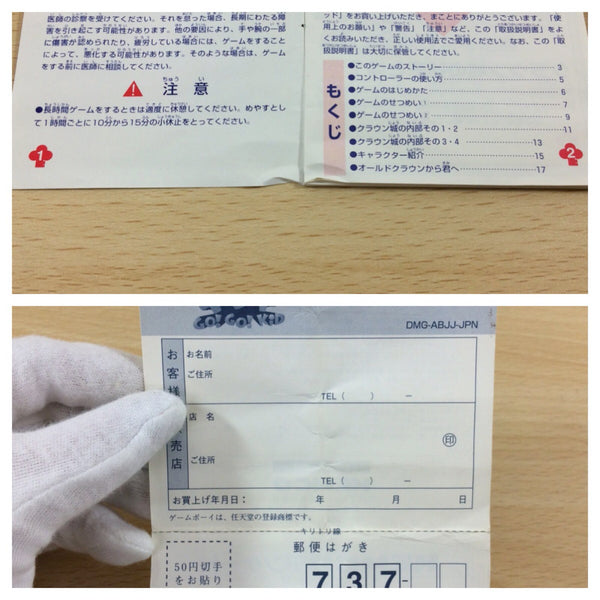 医師の診察を受けてください。それを怠った場合、長期にわたる障
害を引き起こす可能性があります。他の要因により、手や腕の一部
に傷害が認められたり、疲労している場合には、ゲームをすること
によって、悪化する可能性があります。そのような場合は、ゲーム
をする前に医師に相談してください。
ちゅう い
注 意
●長時間ゲームをするときは適度に休憩してください。めやすとし
て1時間ごとに10分から15分の小休止をとってください。
1
ット」をお買い上げいただき、まことにありがとうございます。「使
用上のお願い」や「警告」「注意」など、この「取扱説明書」をよ
くお読みいただき、正しい使用法でご愛用ください。なお、この「取
扱説明書」は大切に保管してください。
もくじ
●このゲームのストーリー 3
●コントローラーの使い方 5
●ゲームのはじめかた 6
●ゲームのせつめい1 7
●ゲームのせつめい2 9
●クラウン城の内部その1・2 11
●クラウン城の内部その3・4 13
●キャラクター紹介 15
●オールドクラウンから君へ 17
2
GO! GO! KID
DMG-ABJJ-JPN
お客様
お名前
ご住所
TEL ( ) －
売店
店 名
印
ご住所
TEL ( ) －
お買上げ年月日： 年 月 日
ゲームボーイは、任天堂の登録商標です。
キリトリ線
郵便はがき
50円切手
をお貼り
737-